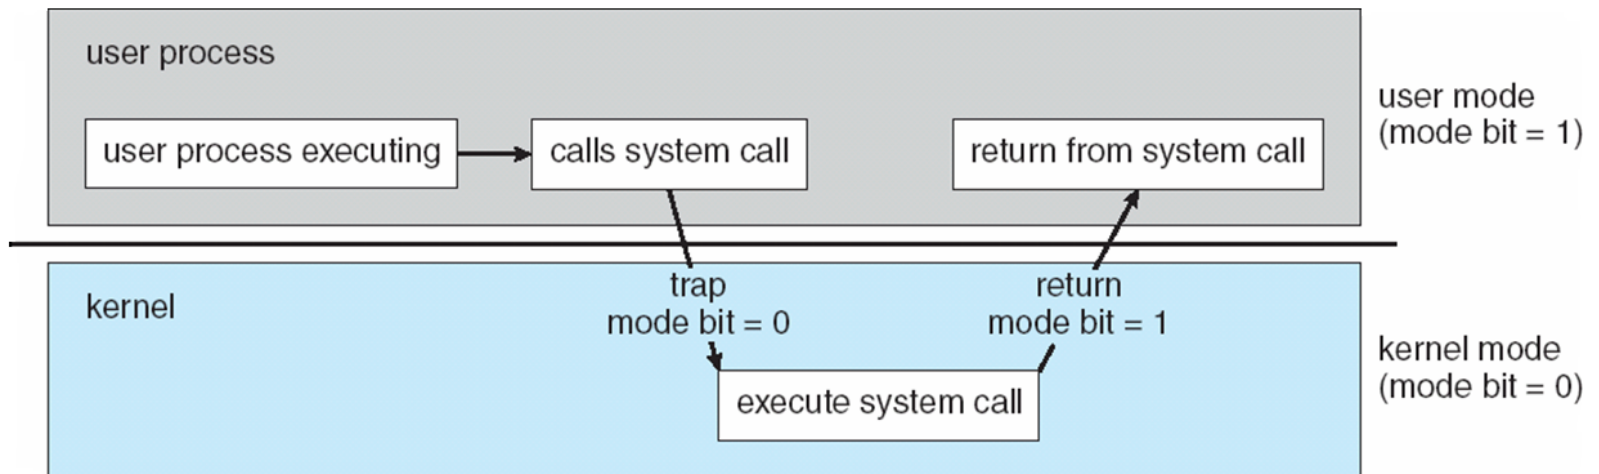 user process
user process executing
calls system call
return from system call
user mode
(mode bit = 1)
kernel
trap
mode bit = 0
return
mode bit = 1
execute system call
kernel mode
(mode bit = 0)